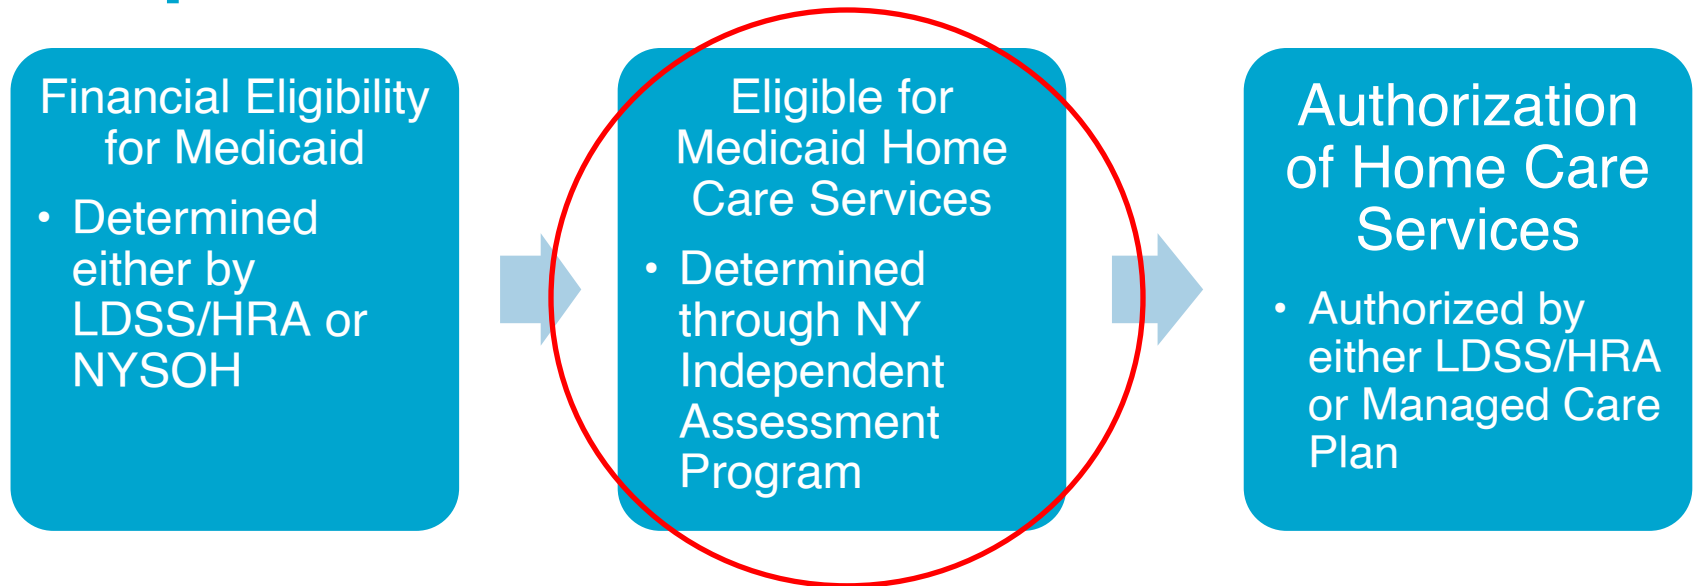 Financial Eligibility
for Medicaid
• Determined
either by
LDSS/HRA or
NYSOH
Eligible for
Medicaid Home
Care Services
• Determined
through NY
Independent
Assessment
Program
Authorization
of Home Care
Services
• Authorized by
either LDSS/HRA
or Managed Care
Plan